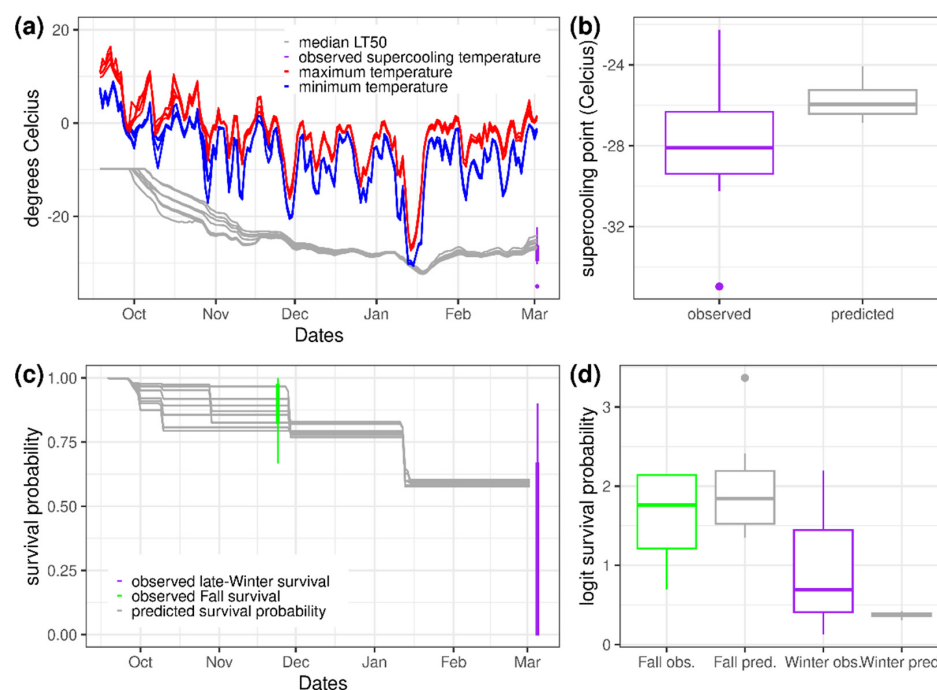 (a)
20
0
-20
degrees Celcius
median LT50
observed supercooling temperature
maximum temperature
minimum temperature
Oct Nov Dec Jan Feb Mar
Dates
(b)
-24
-28
-32
supercooling point (Celcius)
observed predicted
(c)
1.00
0.75
0.50
0.25
0.00
survival probability
observed late-Winter survival
observed Fall survival
predicted survival probability
Oct Nov Dec Jan Feb Mar
Dates
(d)
3
2
1
0
logit survival probability
Fall obs. Fall pred. Winter obs. Winter pred.